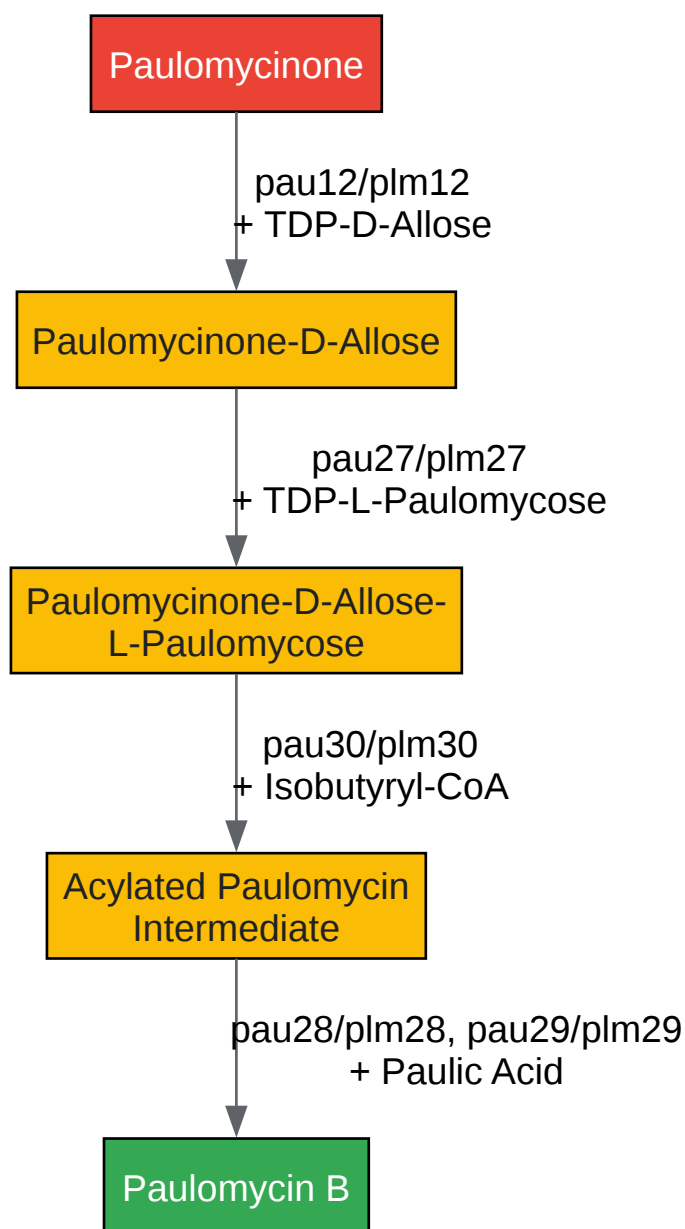 Paulomycinone
pau12/plm12
+ TDP-D-Allose
Paulomycinone-D-Allose
pau27/plm27
+ TDP-L-Paulomycose
Paulomycinone-D-Allose-
L-Paulomycose
pau30/plm30
+ Isobutyryl-CoA
Acylated Paulomycin
Intermediate
pau28/plm28, pau29/plm29
+ Paulic Acid
Paulomycin B